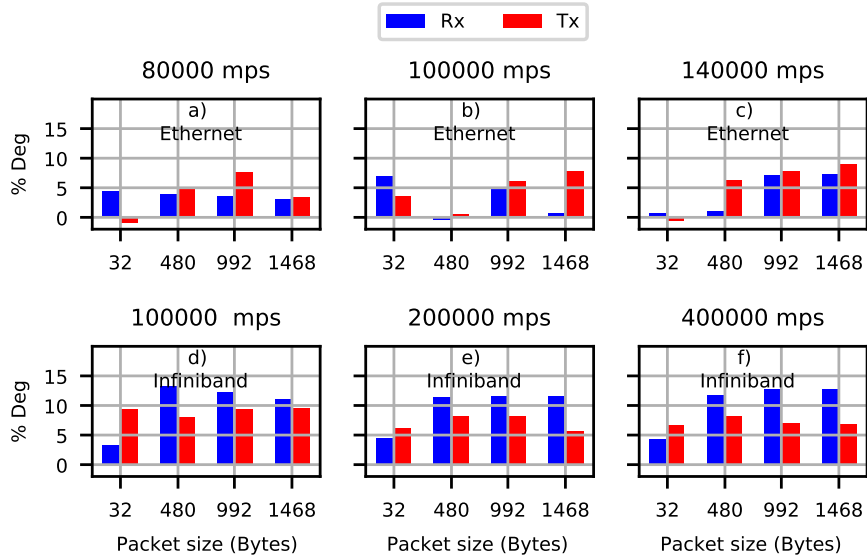 Rx Tx
80000 mps 100000 mps 140000 mps
a) b) c)
Ethernet Ethernet Ethernet
% Deg
15
10
5
0
32 480 992 1468 32 480 992 1468 32 480 992 1468
100000 mps 200000 mps 400000 mps
d) e) f)
Infiniband Infiniband Infiniband
% Deg
15
10
5
0
32 480 992 1468 32 480 992 1468 32 480 992 1468
Packet size (Bytes) Packet size (Bytes) Packet size (Bytes)